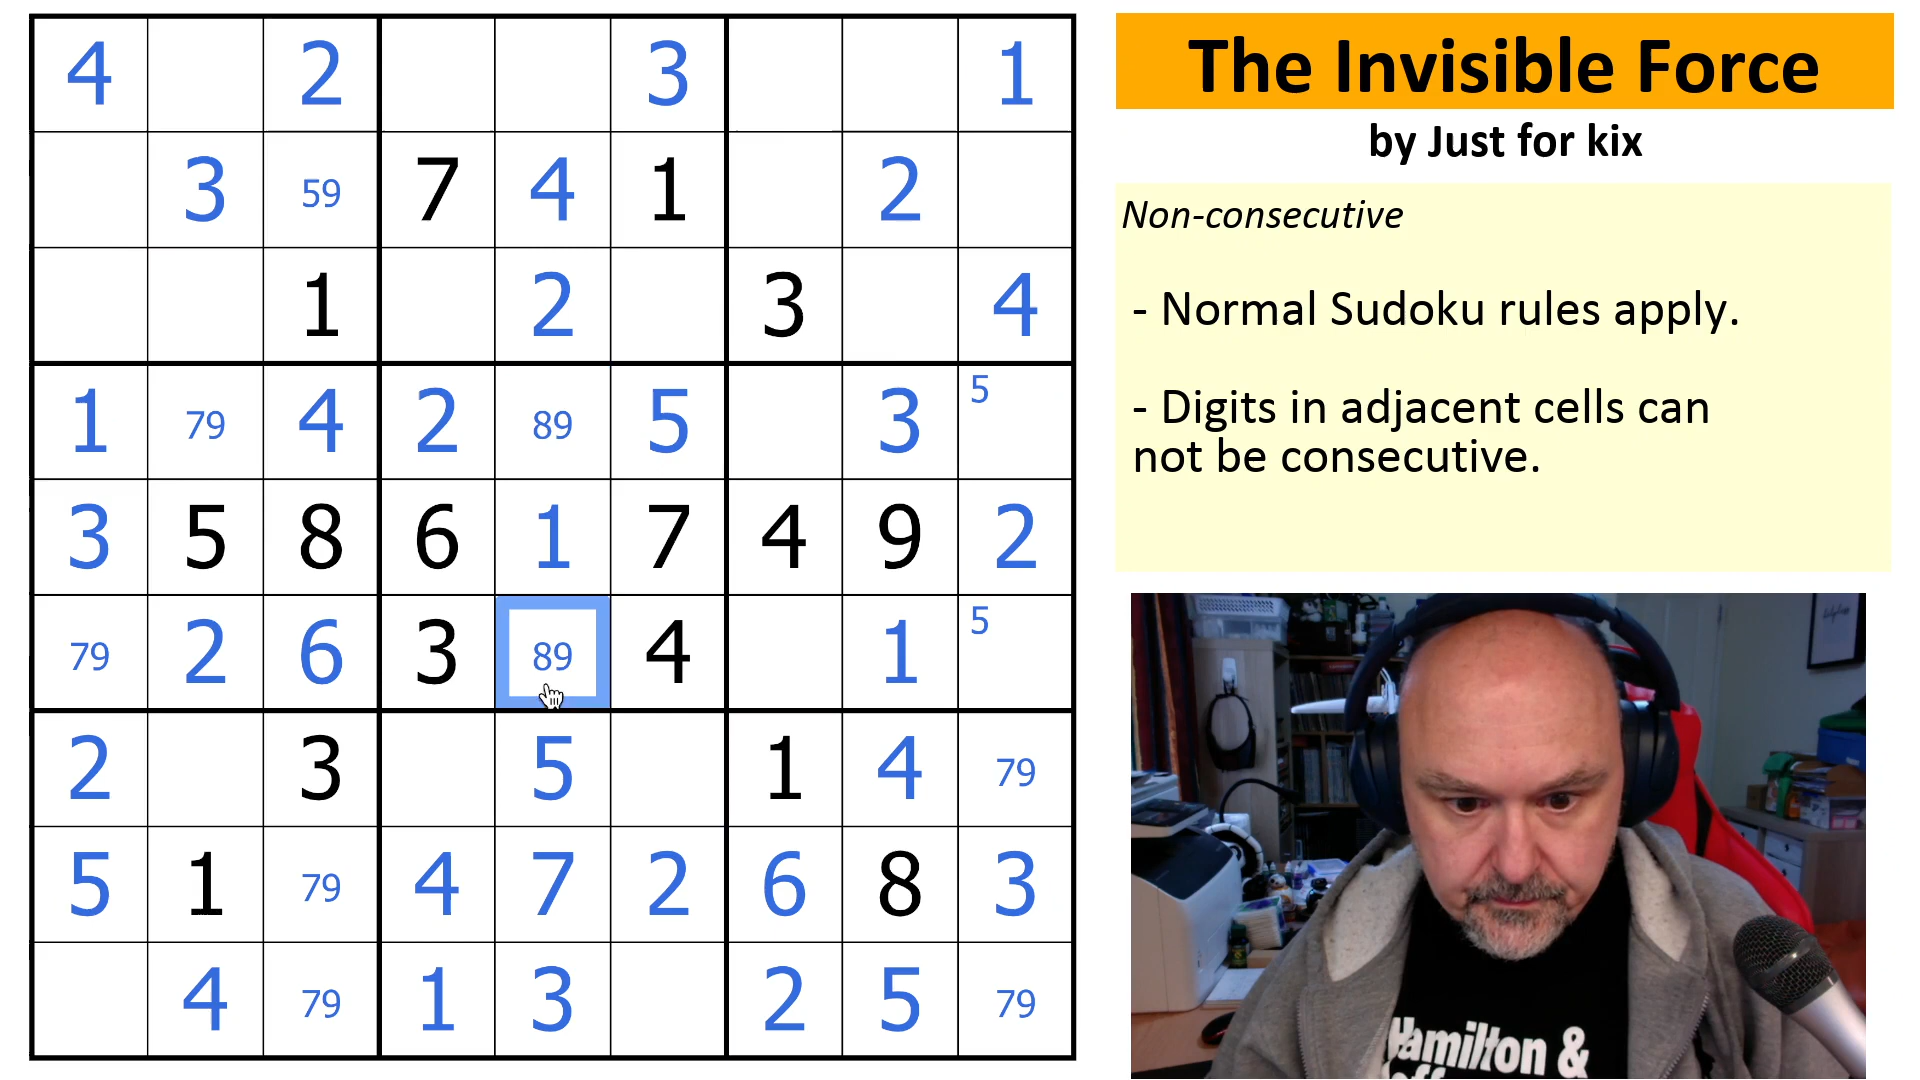 The Invisible Force
by Just for kix
Non-consecutive
- Normal Sudoku rules apply.
- Digits in adjacent cells can
not be consecutive.
4 2 3 1
3 59 7 4 1 2
1 2 3 4
1 79 4 2 89 5 3 5
3 5 8 6 1 7 4 9 2
79 2 6 3 89 4 1 5
2 3 5 1 4 79
5 1 79 4 7 2 6 8 3
4 79 1 3 2 5 79
Hamilton &